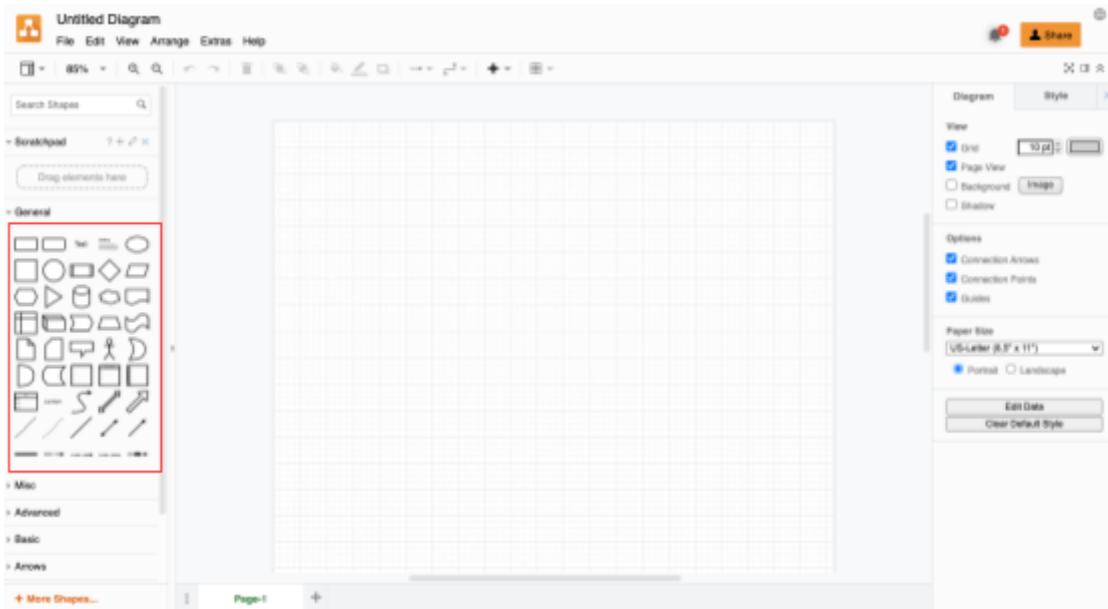 Untitled Diagram
File Edit View Arrange Extras Help
Share
85%
Search Shapes
Scratchpad
Drag elements here
General
Text
Misc
Advanced
Basic
Arrows
+ More Shapes...
Page-1
Diagram Style
View
Grid 10 pt
Page View
Background Image
Shadow
Options
Connection Arrows
Connection Points
Guides
Paper Size
US-Letter (8,5" x 11")
Portrait Landscape
Edit Data
Clear Default Style